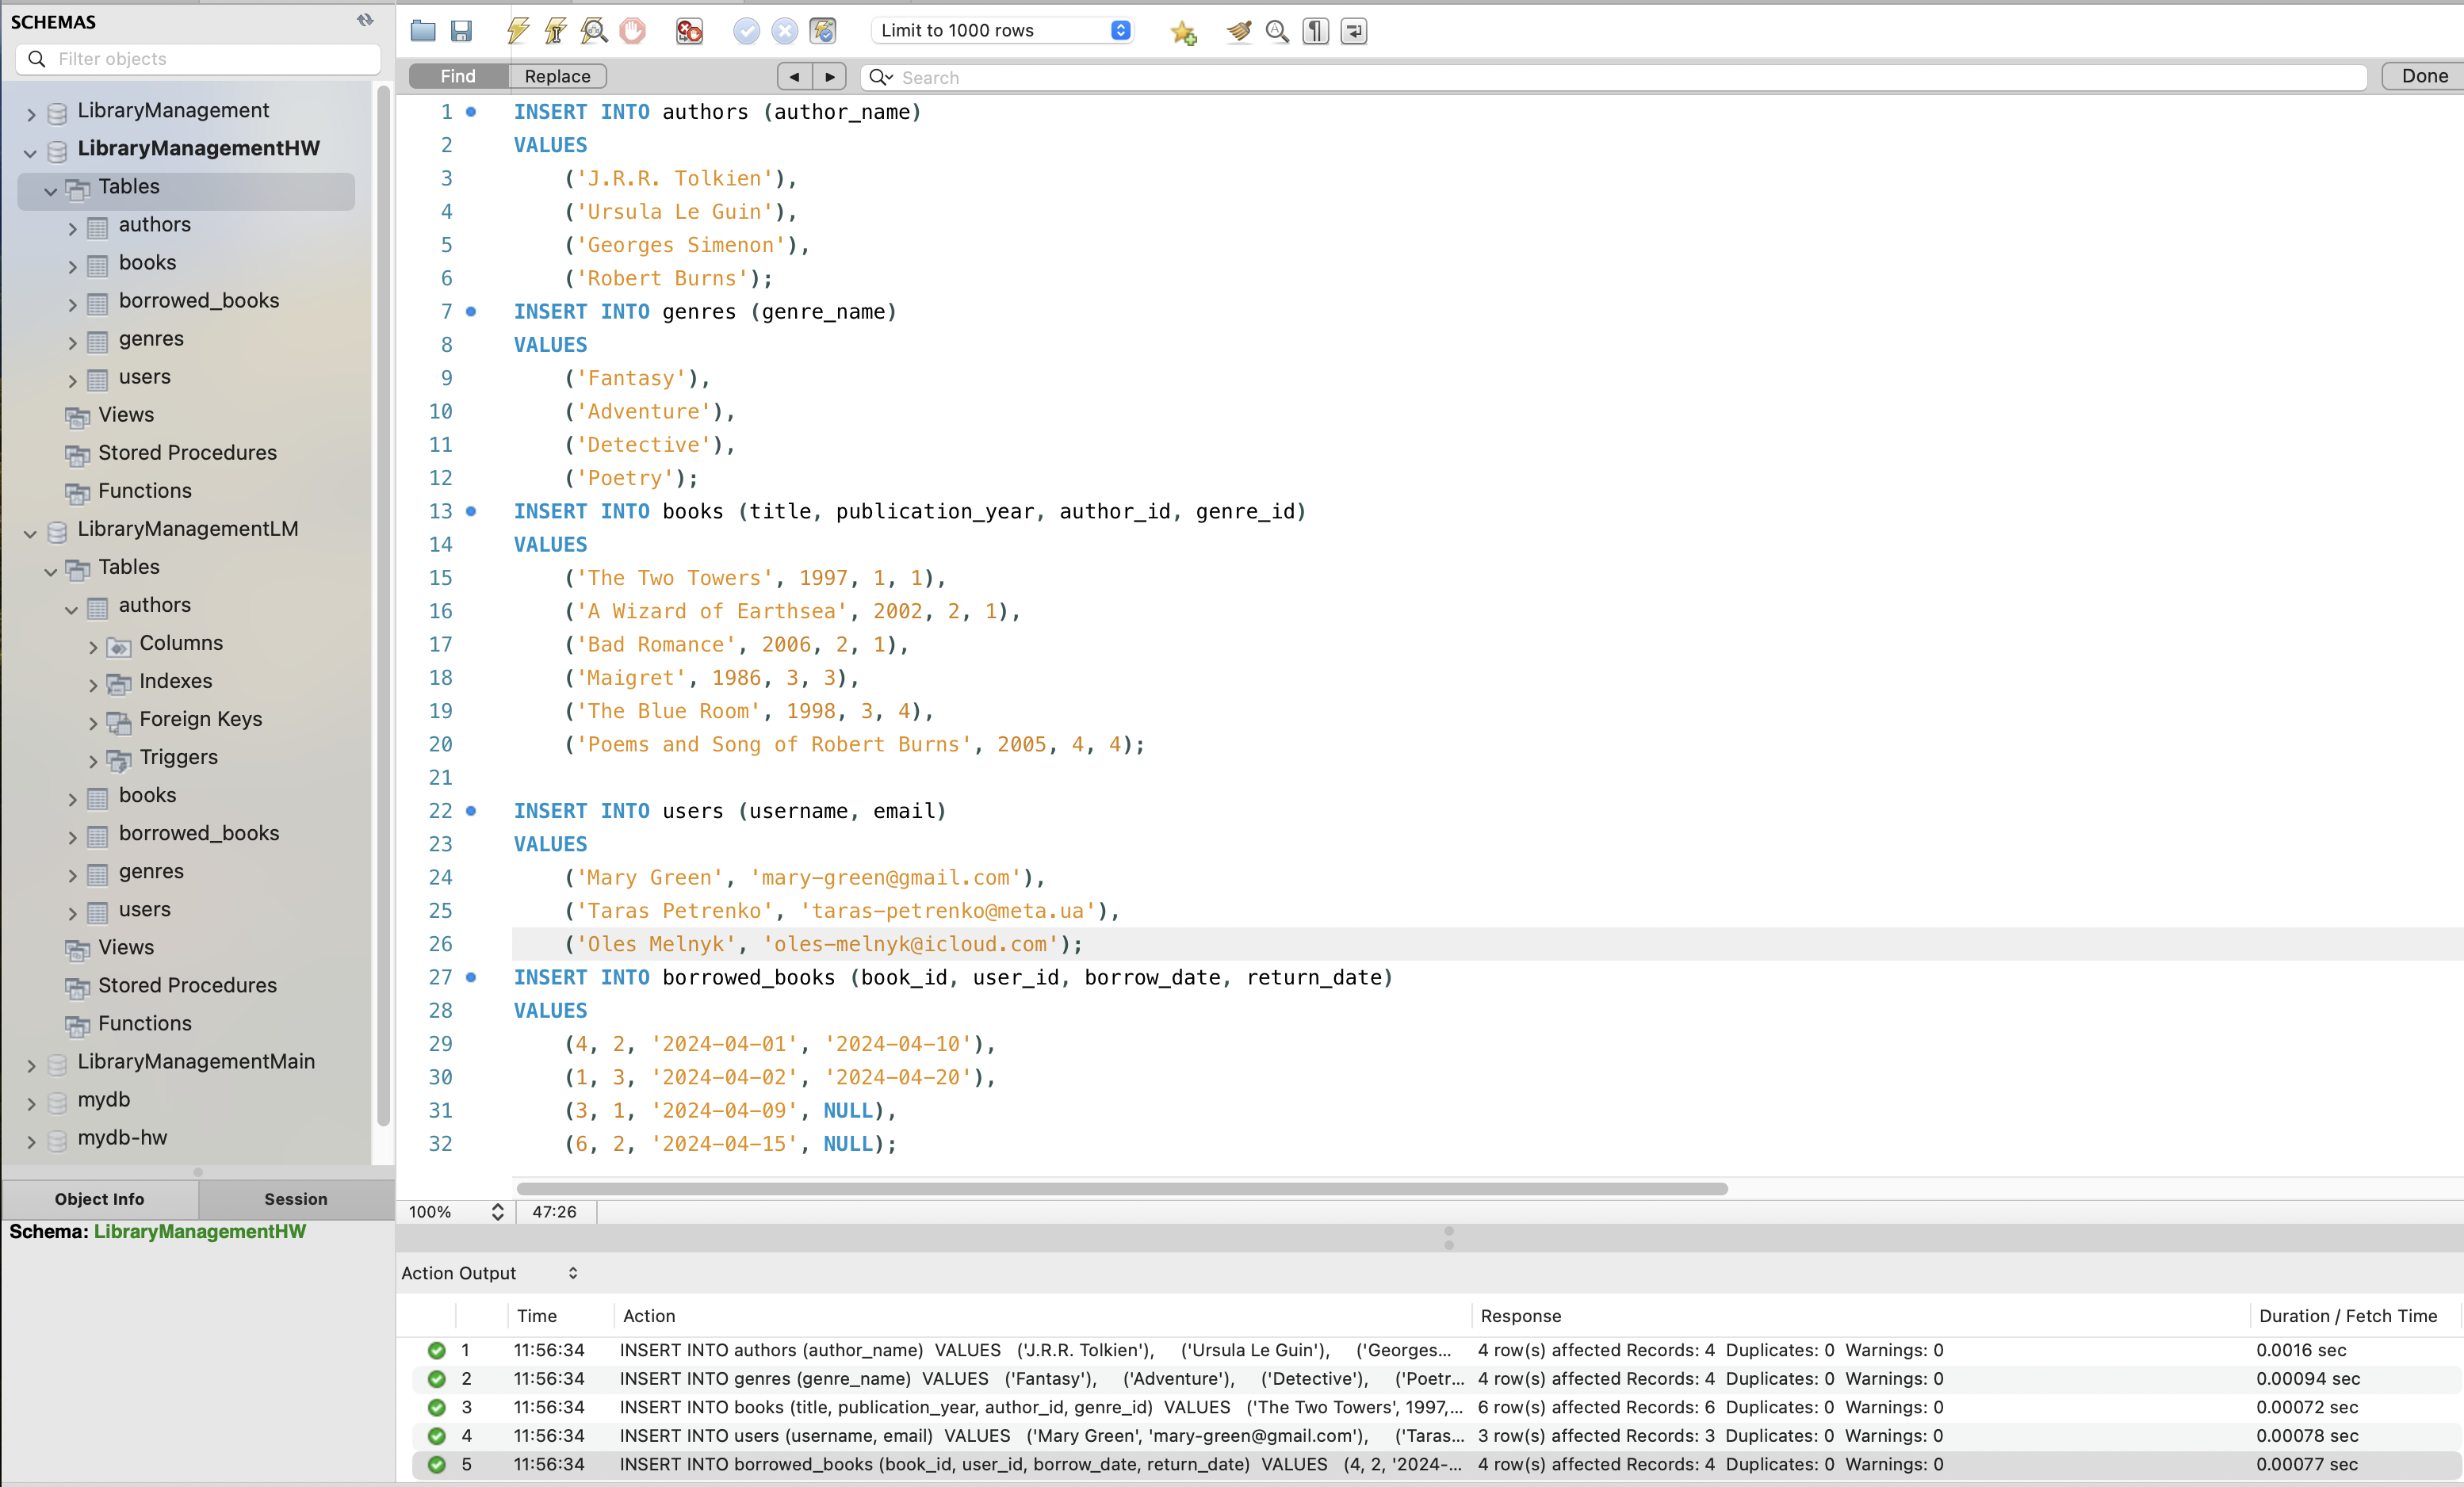 SCHEMAS
Filter objects
LibraryManagement
LibraryManagementHW
Tables
authors
books
borrowed_books
genres
users
Views
Stored Procedures
Functions
LibraryManagementLM
Tables
authors
Columns
Indexes
Foreign Keys
Triggers
books
borrowed_books
genres
users
Views
Stored Procedures
Functions
LibraryManagementMain
mydb
mydb-hw
Object Info Session
Schema: LibraryManagementHW
Limit to 1000 rows
Find Replace Search Done
1 INSERT INTO authors (author_name)
2 VALUES
3 ('J.R.R. Tolkien'),
4 ('Ursula Le Guin'),
5 ('Georges Simenon'),
6 ('Robert Burns');
7 INSERT INTO genres (genre_name)
8 VALUES
9 ('Fantasy'),
10 ('Adventure'),
11 ('Detective'),
12 ('Poetry');
13 INSERT INTO books (title, publication_year, author_id, genre_id)
14 VALUES
15 ('The Two Towers', 1997, 1, 1),
16 ('A Wizard of Earthsea', 2002, 2, 1),
17 ('Bad Romance', 2006, 2, 1),
18 ('Maigret', 1986, 3, 3),
19 ('The Blue Room', 1998, 3, 4),
20 ('Poems and Song of Robert Burns', 2005, 4, 4);
21
22 INSERT INTO users (username, email)
23 VALUES
24 ('Mary Green', 'mary-green@gmail.com'),
25 ('Taras Petrenko', 'taras-petrenko@meta.ua'),
26 ('Oles Melnyk', 'oles-melnyk@icloud.com');
27 INSERT INTO borrowed_books (book_id, user_id, borrow_date, return_date)
28 VALUES
29 (4, 2, '2024-04-01', '2024-04-10'),
30 (1, 3, '2024-04-02', '2024-04-20'),
31 (3, 1, '2024-04-09', NULL),
32 (6, 2, '2024-04-15', NULL);
100% 47:26
Action Output
Time Action Response Duration / Fetch Time
1 11:56:34 INSERT INTO authors (author_name) VALUES ('J.R.R. Tolkien'), ('Ursula Le Guin'), ('Georges... 4 row(s) affected Records: 4 Duplicates: 0 Warnings: 0 0.0016 sec
2 11:56:34 INSERT INTO genres (genre_name) VALUES ('Fantasy'), ('Adventure'), ('Detective'), ('Poetr... 4 row(s) affected Records: 4 Duplicates: 0 Warnings: 0 0.00094 sec
3 11:56:34 INSERT INTO books (title, publication_year, author_id, genre_id) VALUES ('The Two Towers', 1997,... 6 row(s) affected Records: 6 Duplicates: 0 Warnings: 0 0.00072 sec
4 11:56:34 INSERT INTO users (username, email) VALUES ('Mary Green', 'mary-green@gmail.com'), ('Taras... 3 row(s) affected Records: 3 Duplicates: 0 Warnings: 0 0.00078 sec
5 11:56:34 INSERT INTO borrowed_books (book_id, user_id, borrow_date, return_date) VALUES (4, 2, '2024-... 4 row(s) affected Records: 4 Duplicates: 0 Warnings: 0 0.00077 sec